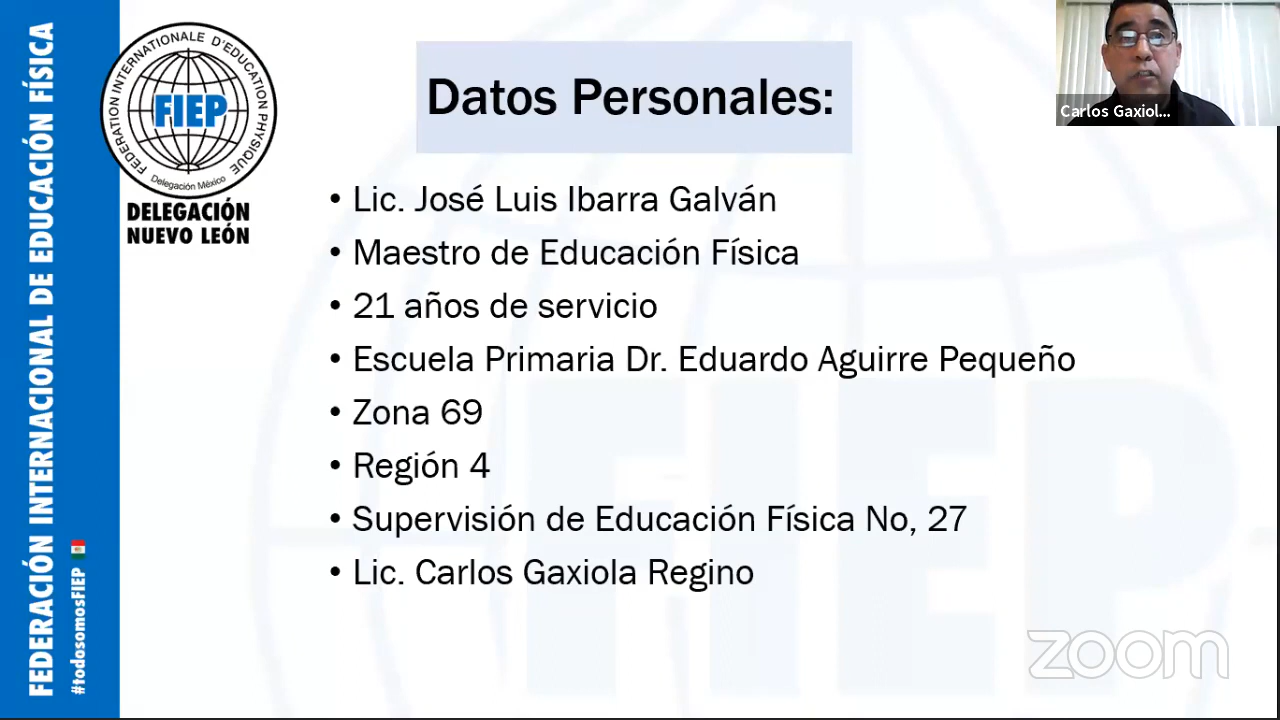 FEDERACIÓN INTERNACIONAL DE EDUCACIÓN FÍSICA
#todosomosFIEP
FEDERATION INTERNATIONALE D'EDUCATION PHYSIQUE
FIEP
Delegación México
DELEGACIÓN
NUEVO LEÓN
Datos Personales:
• Lic. José Luis Ibarra Galván
• Maestro de Educación Física
• 21 años de servicio
• Escuela Primaria Dr. Eduardo Aguirre Pequeño
• Zona 69
• Región 4
• Supervisión de Educación Física No, 27
• Lic. Carlos Gaxiola Regino
Carlos Gaxiol...
FIEP
zoom